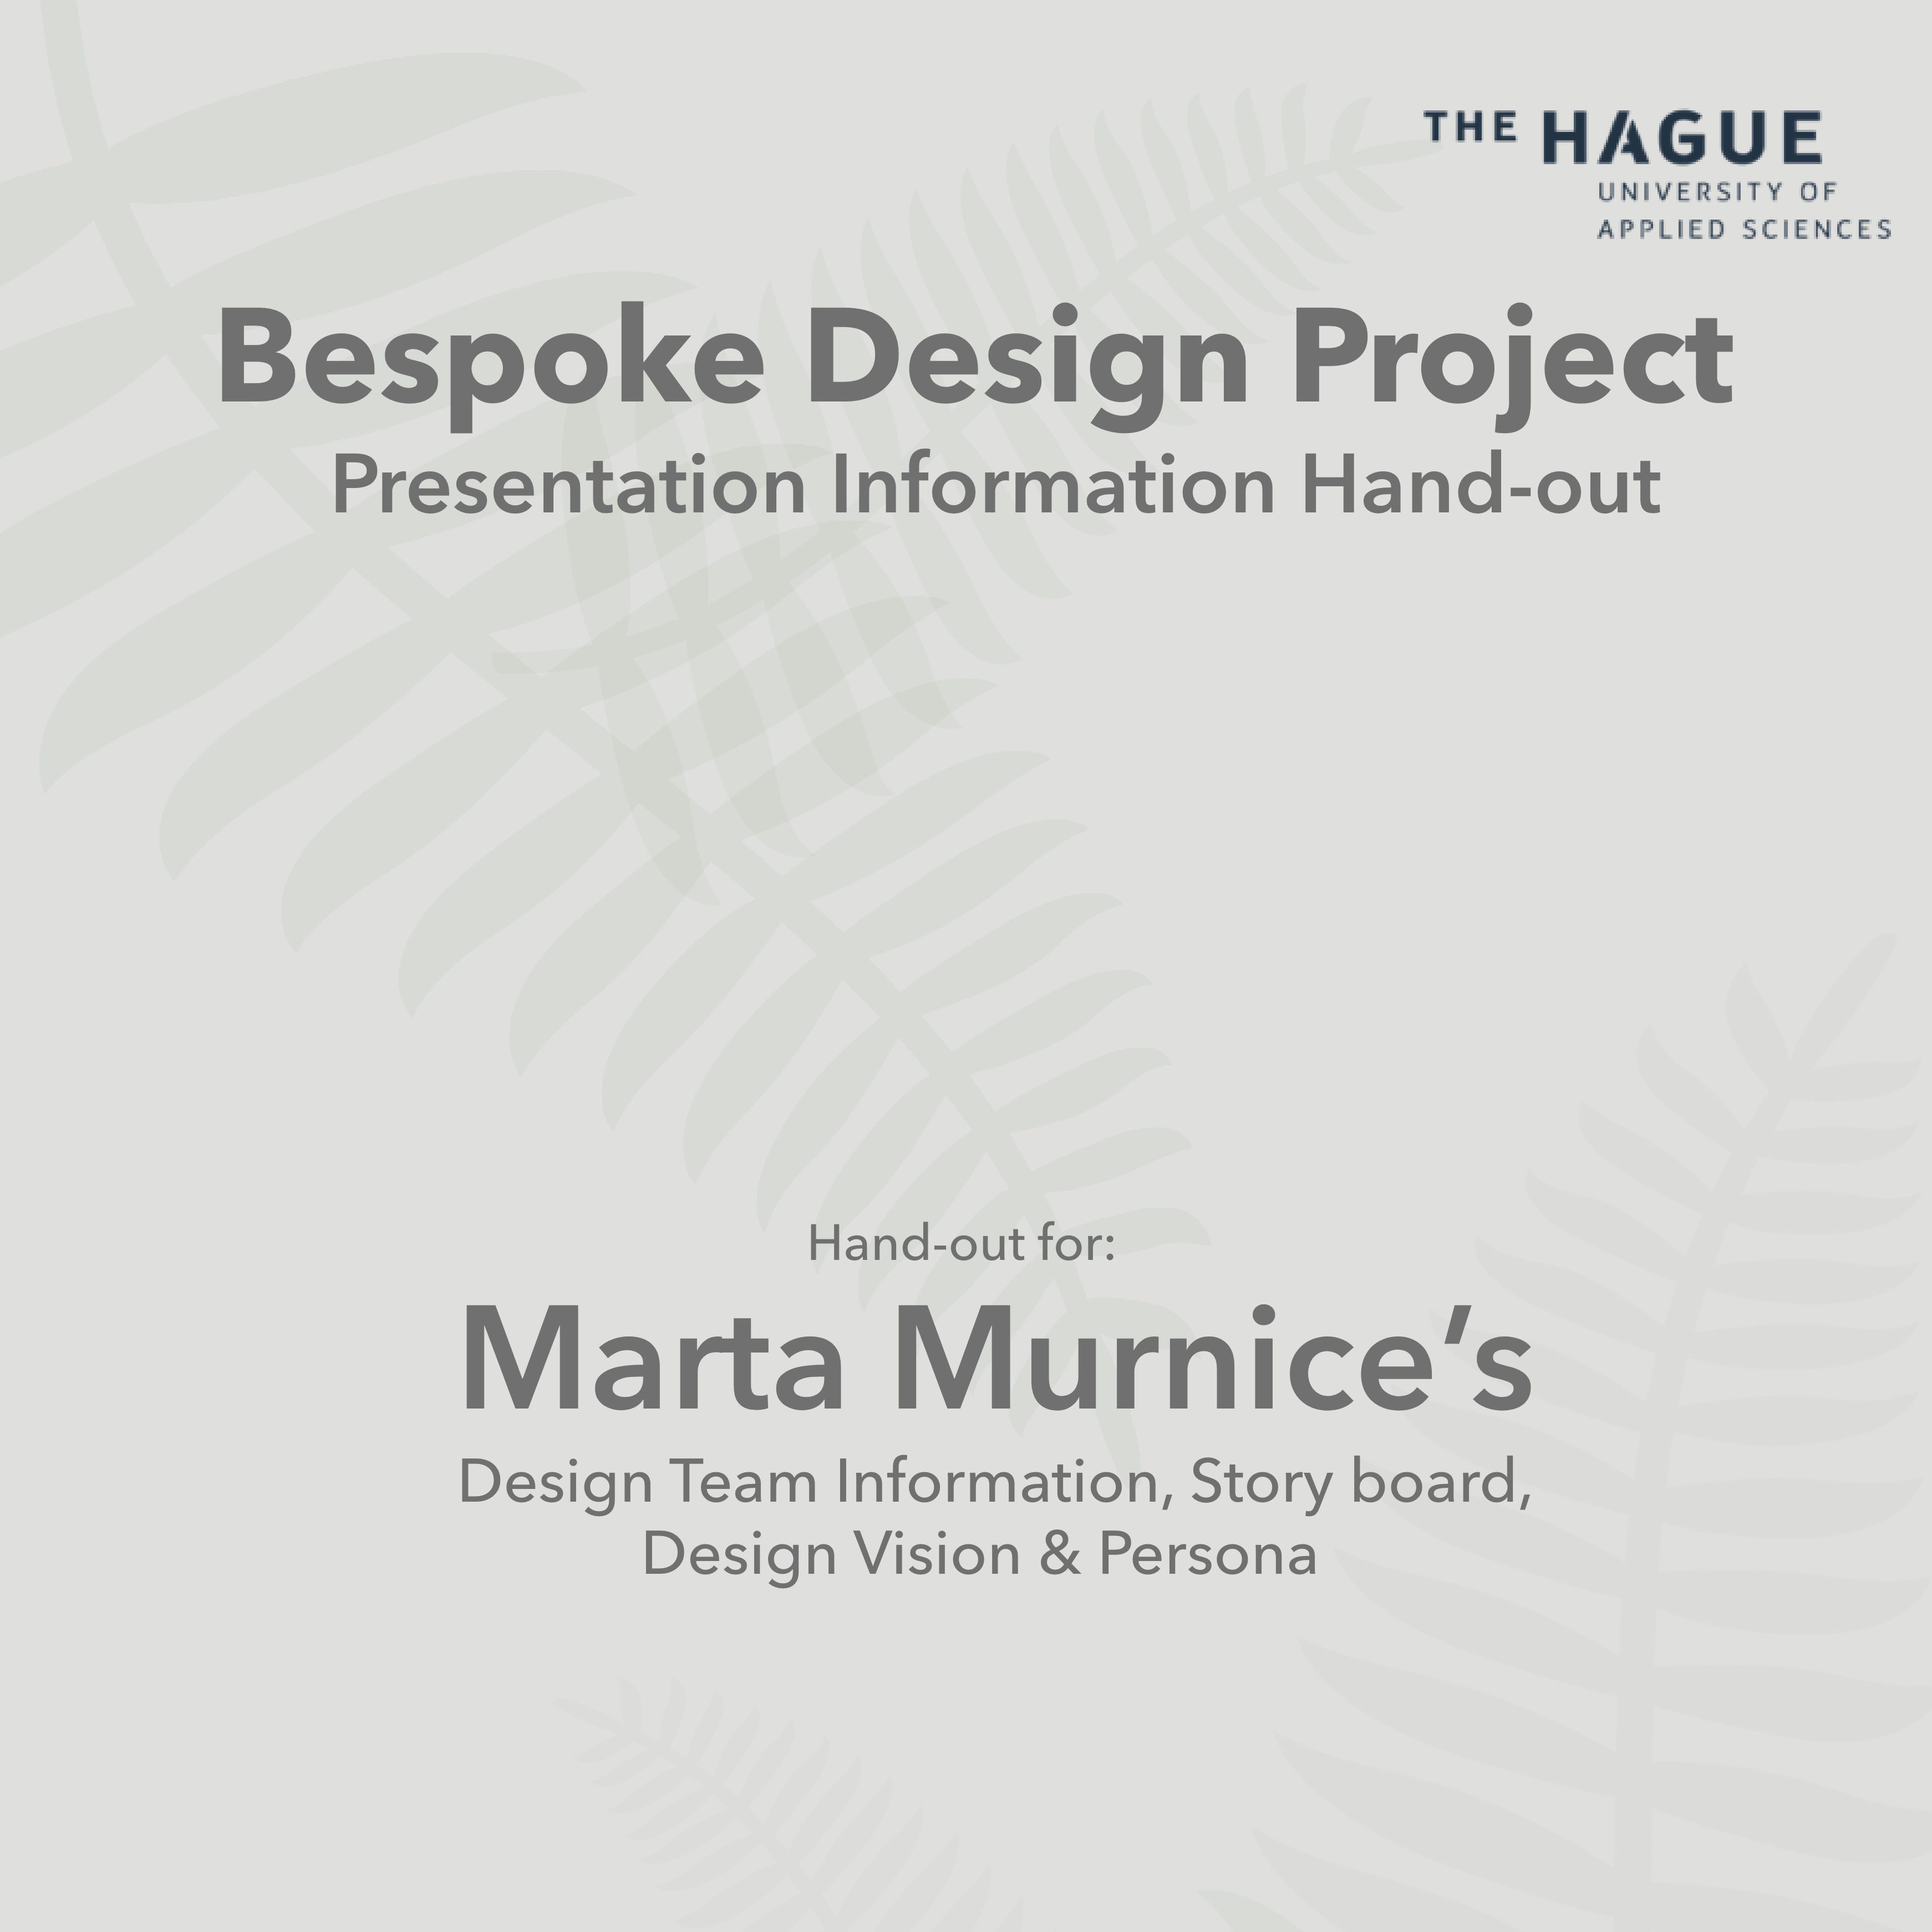 THE HAGUE
UNIVERSITY OF
APPLIED SCIENCES
Bespoke Design Project
Presentation Information Hand-out
Hand-out for:
Marta Murnice’s
Design Team Information, Story board,
Design Vision & Persona